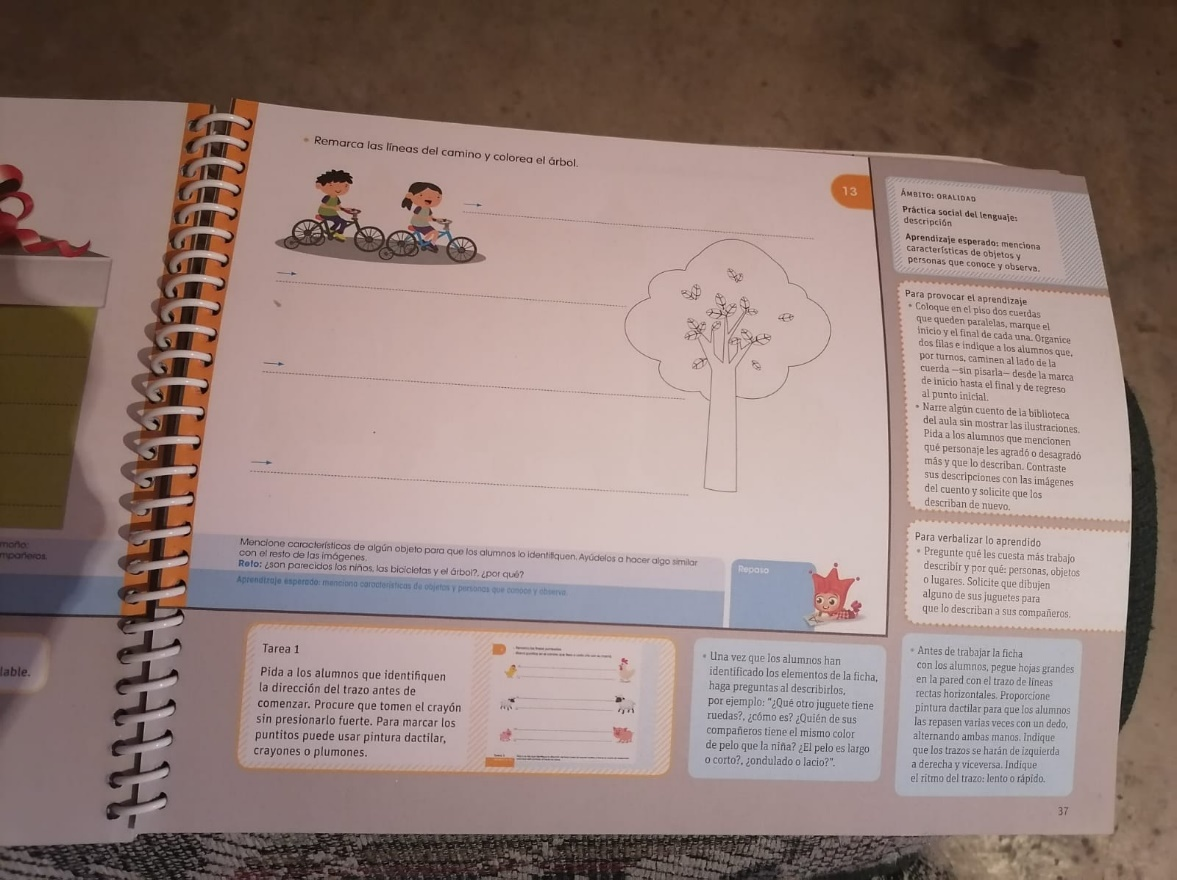 Remarca las líneas del camino y colorea el árbol.
13
Mencione características de algún objeto para que los alumnos lo identifiquen. Ayúdelos a hacer algo similar
con el resto de las imágenes.
Reto: ¿son parecidos los niños, las bicicletas y el árbol?, ¿por qué?
Aprendizaje esperado: menciona características de objetos y personas que conoce y observa.
Repaso
mpañeros.
lable.
ÁMBITO: ORALIDAD
Práctica social del lenguaje:
descripción
Aprendizaje esperado: menciona
características de objetos y
personas que conoce y observa.
Para provocar el aprendizaje
• Coloque en el piso dos cuerdas
que queden paralelas, marque el
inicio y el final de cada una. Organice
dos filas e indique a los alumnos que,
por turnos, caminen al lado de la
cuerda —sin pisarla— desde la marca
de inicio hasta el final y de regreso
al punto inicial.
• Narre algún cuento de la biblioteca
del aula sin mostrar las ilustraciones.
Pida a los alumnos que mencionen
qué personaje les agradó o desagradó
más y que lo describan. Contraste
sus descripciones con las imágenes
del cuento y solicite que los
describan de nuevo.
Para verbalizar lo aprendido
• Pregunte qué les cuesta más trabajo
describir y por qué: personas, objetos
o lugares. Solicite que dibujen
alguno de sus juguetes para
que lo describan a sus compañeros.
Tarea 1
Pida a los alumnos que identifiquen
la dirección del trazo antes de
comenzar. Procure que tomen el crayón
sin presionarlo fuerte. Para marcar los
puntitos puede usar pintura dactilar,
crayones o plumones.
• Una vez que los alumnos han
identificado los elementos de la ficha,
haga preguntas al describirlos,
por ejemplo: "¿Qué otro juguete tiene
ruedas?, ¿cómo es? ¿Quién de sus
compañeros tiene el mismo color
de pelo que la niña? ¿El pelo es largo
o corto?, ¿ondulado o lacio?".
• Antes de trabajar la ficha
con los alumnos, pegue hojas grandes
en la pared con el trazo de líneas
rectas horizontales. Proporcione
pintura dactilar para que los alumnos
las repasen varias veces con un dedo,
alternando ambas manos. Indique
que los trazos se harán de izquierda
a derecha y viceversa. Indique
el ritmo del trazo: lento o rápido.
37